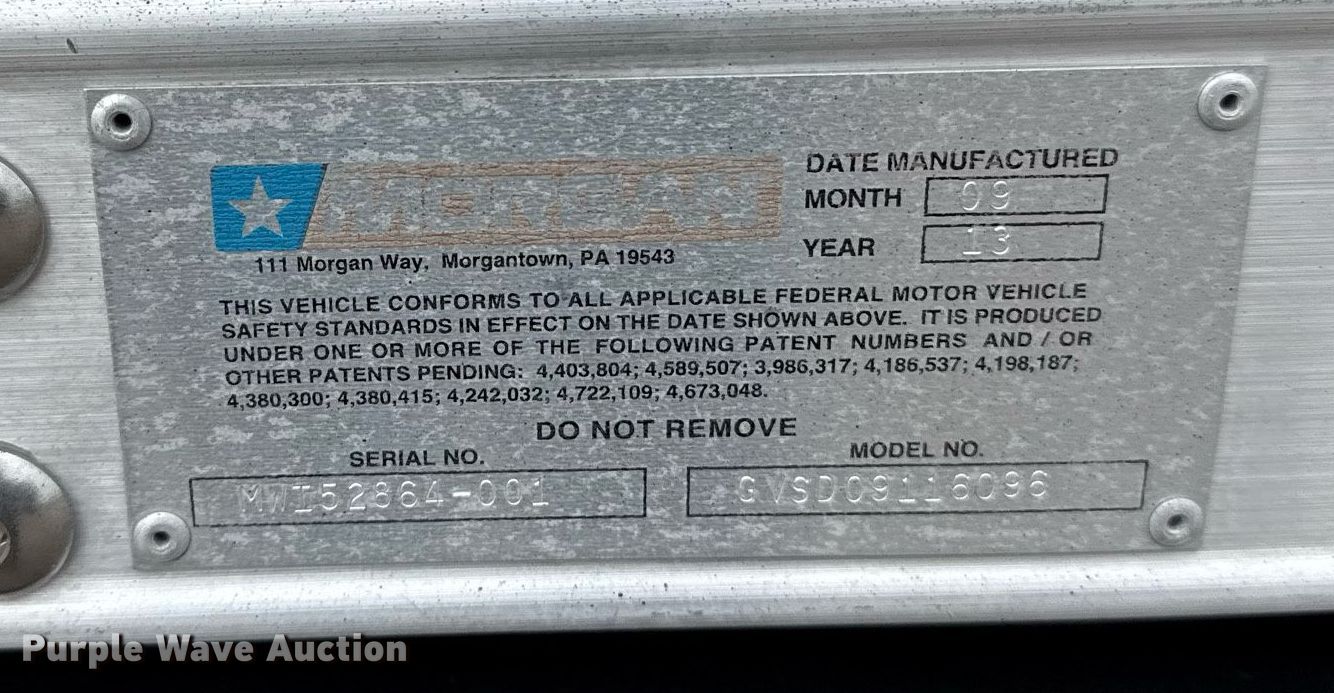 MORGAN
111 Morgan Way, Morgantown, PA 19543
DATE MANUFACTURED
MONTH 09
YEAR 13
THIS VEHICLE CONFORMS TO ALL APPLICABLE FEDERAL MOTOR VEHICLE
SAFETY STANDARDS IN EFFECT ON THE DATE SHOWN ABOVE. IT IS PRODUCED
UNDER ONE OR MORE OF THE FOLLOWING PATENT NUMBERS AND / OR
OTHER PATENTS PENDING: 4,403,804; 4,589,507; 3,986,317; 4,186,537; 4,198,187;
4,380,300; 4,380,415; 4,242,032; 4,722,109; 4,673,048.
DO NOT REMOVE
SERIAL NO.
MWI52864-001
MODEL NO.
GVSD09116096
Purple Wave Auction